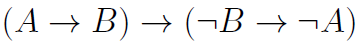 (A → B) → (¬B → ¬A)